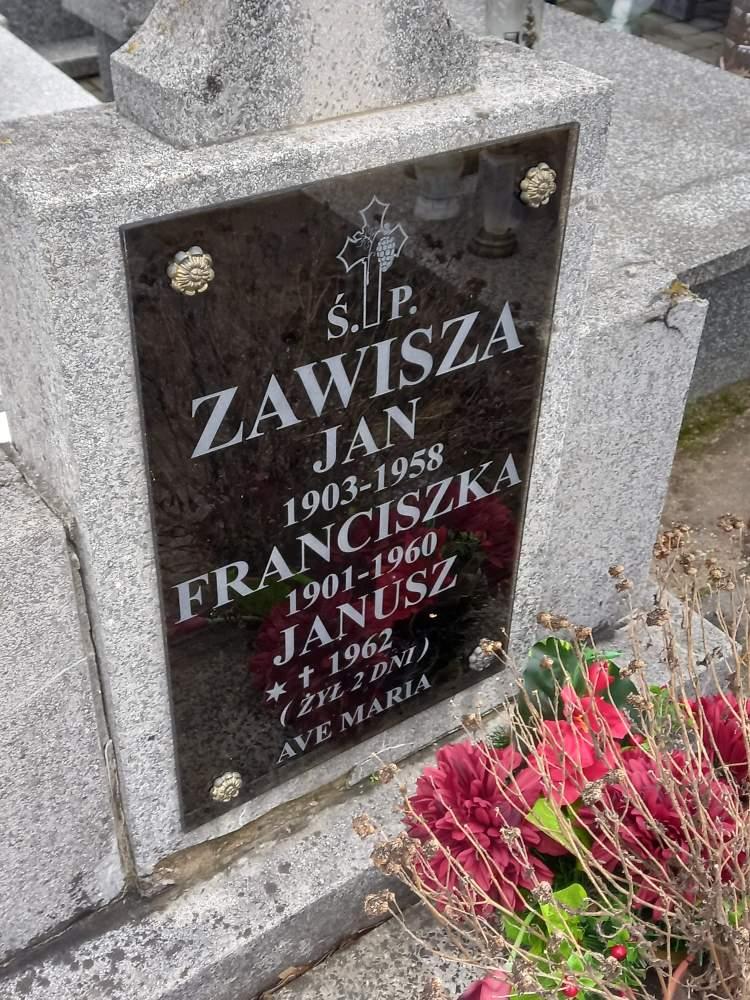 Ś. P.
ZAWISZA
JAN
1903-1958
FRANCISZKA
1901-1960
JANUSZ
* † 1962
( ŻYŁ 2 DNI )
AVE MARIA